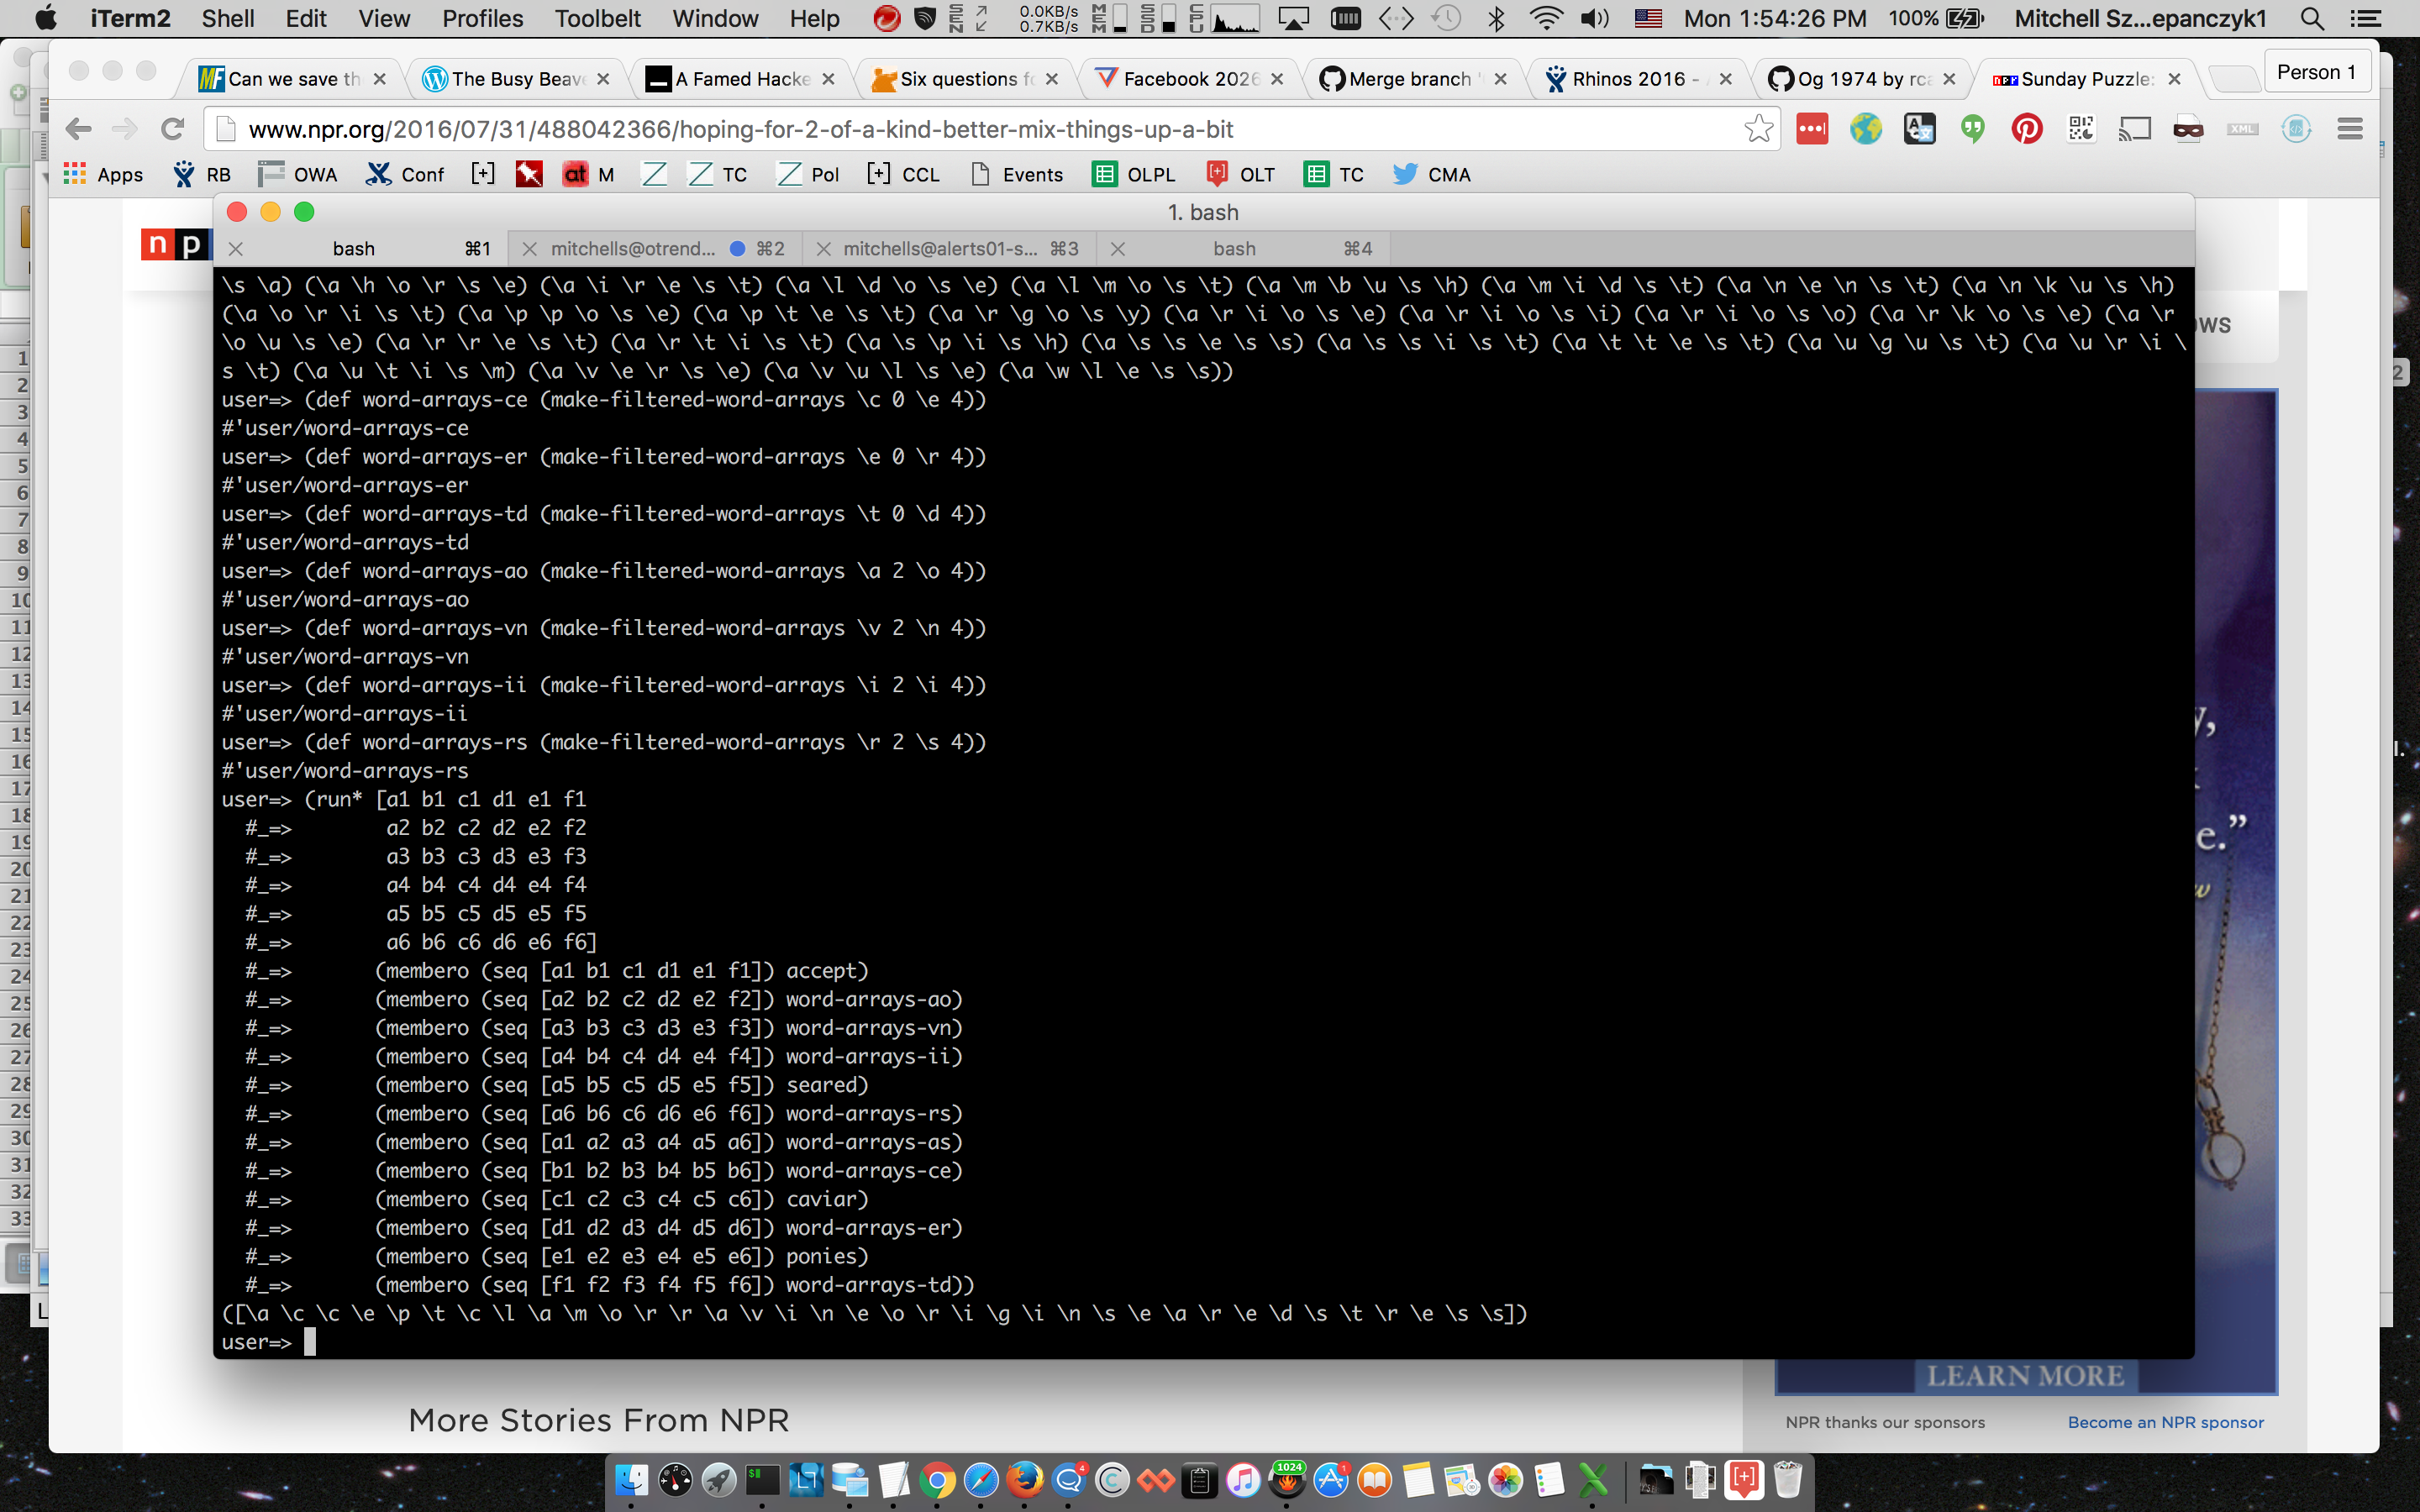 iTerm2 Shell Edit View Profiles Toolbelt Window Help SEN 0.0KB/s 0.7KB/s MEM SSD CPU Mon 1:54:26 PM 100% Mitchell Sz...epanczyk1
Can we save th The Busy Beave A Famed Hacke Six questions fo Facebook 2026 Merge branch ' Rhinos 2016 - Og 1974 by rca Sunday Puzzle: Person 1
www.npr.org/2016/07/31/488042366/hoping-for-2-of-a-kind-better-mix-things-up-a-bit
Apps RB OWA Conf [+] at M TC Pol [+] CCL Events OLPL OLT TC CMA
1. bash
n p
bash ⌘1 mitchells@otrend... ⌘2 mitchells@alerts01-s... ⌘3 bash ⌘4
\s \a) (\a \h \o \r \s \e) (\a \i \r \e \s \t) (\a \l \d \o \s \e) (\a \l \m \o \s \t) (\a \m \b \u \s \h) (\a \m \i \d \s \t) (\a \n \e \n \s \t) (\a \n \k \u \s \h)
(\a \o \r \i \s \t) (\a \p \p \o \s \e) (\a \p \t \e \s \t) (\a \r \g \o \s \y) (\a \r \i \o \s \e) (\a \r \i \o \s \i) (\a \r \i \o \s \o) (\a \r \k \o \s \e) (\a \r
\o \u \s \e) (\a \r \r \e \s \t) (\a \r \t \i \s \t) (\a \s \p \i \s \h) (\a \s \s \e \s \s) (\a \s \s \i \s \t) (\a \t \t \e \s \t) (\a \u \g \u \s \t) (\a \u \r \i \
s \t) (\a \u \t \i \s \m) (\a \v \e \r \s \e) (\a \v \u \l \s \e) (\a \w \l \e \s \s))
user=> (def word-arrays-ce (make-filtered-word-arrays \c 0 \e 4))
#'user/word-arrays-ce
user=> (def word-arrays-er (make-filtered-word-arrays \e 0 \r 4))
#'user/word-arrays-er
user=> (def word-arrays-td (make-filtered-word-arrays \t 0 \d 4))
#'user/word-arrays-td
user=> (def word-arrays-ao (make-filtered-word-arrays \a 2 \o 4))
#'user/word-arrays-ao
user=> (def word-arrays-vn (make-filtered-word-arrays \v 2 \n 4))
#'user/word-arrays-vn
user=> (def word-arrays-ii (make-filtered-word-arrays \i 2 \i 4))
#'user/word-arrays-ii
user=> (def word-arrays-rs (make-filtered-word-arrays \r 2 \s 4))
#'user/word-arrays-rs
user=> (run* [a1 b1 c1 d1 e1 f1
#_=> a2 b2 c2 d2 e2 f2
#_=> a3 b3 c3 d3 e3 f3
#_=> a4 b4 c4 d4 e4 f4
#_=> a5 b5 c5 d5 e5 f5
#_=> a6 b6 c6 d6 e6 f6]
#_=> (membero (seq [a1 b1 c1 d1 e1 f1]) accept)
#_=> (membero (seq [a2 b2 c2 d2 e2 f2]) word-arrays-ao)
#_=> (membero (seq [a3 b3 c3 d3 e3 f3]) word-arrays-vn)
#_=> (membero (seq [a4 b4 c4 d4 e4 f4]) word-arrays-ii)
#_=> (membero (seq [a5 b5 c5 d5 e5 f5]) seared)
#_=> (membero (seq [a6 b6 c6 d6 e6 f6]) word-arrays-rs)
#_=> (membero (seq [a1 a2 a3 a4 a5 a6]) word-arrays-as)
#_=> (membero (seq [b1 b2 b3 b4 b5 b6]) word-arrays-ce)
#_=> (membero (seq [c1 c2 c3 c4 c5 c6]) caviar)
#_=> (membero (seq [d1 d2 d3 d4 d5 d6]) word-arrays-er)
#_=> (membero (seq [e1 e2 e3 e4 e5 e6]) ponies)
#_=> (membero (seq [f1 f2 f3 f4 f5 f6]) word-arrays-td))
([\a \c \c \e \p \t \c \l \a \m \o \r \r \a \v \i \n \e \o \r \i \g \i \n \s \e \a \r \e \d \s \t \r \e \s \s])
user=>
LEARN MORE
More Stories From NPR
NPR thanks our sponsors Become an NPR sponsor